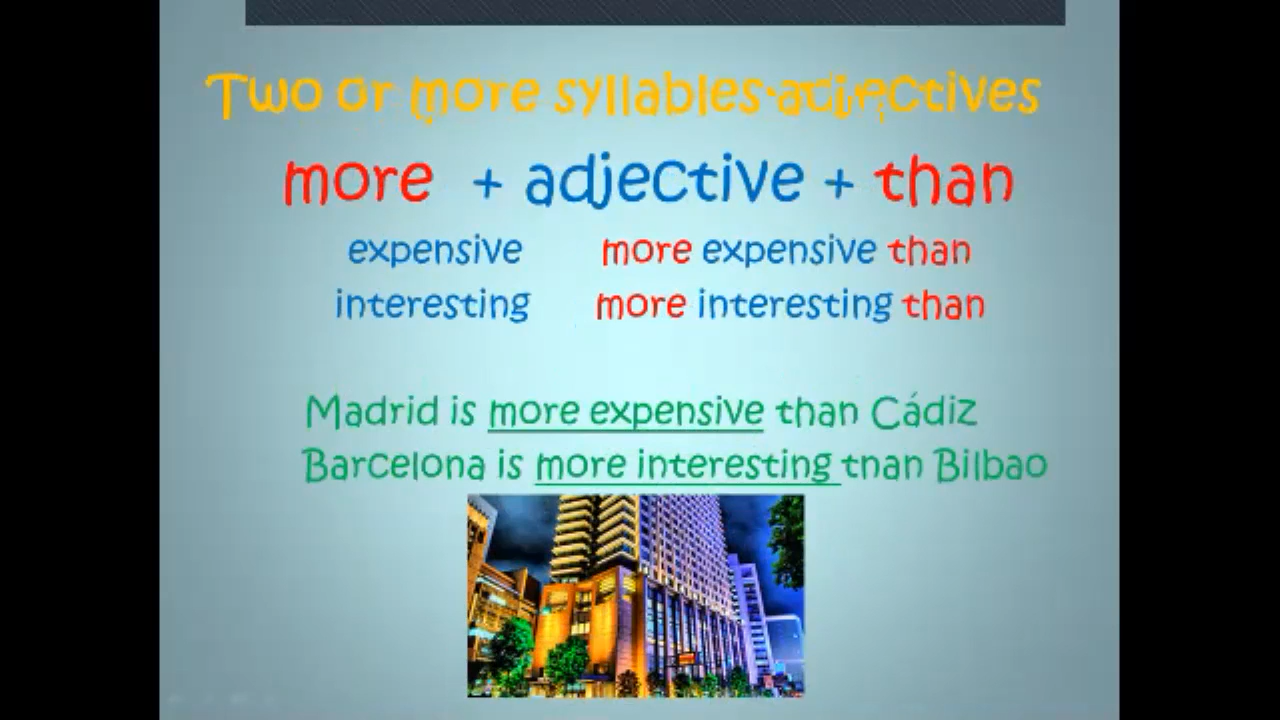 Two or more syllables adjectives
more + adjective + than
expensive more expensive than
interesting more interesting than
Madrid is more expensive than Cádiz
Barcelona is more interesting tnan Bilbao